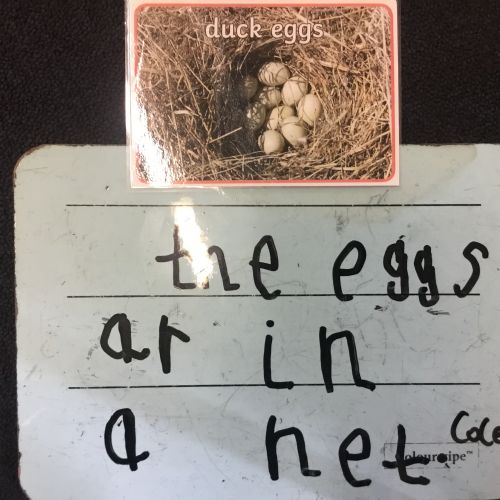 duck eggs
the eggs
ar in
a net.